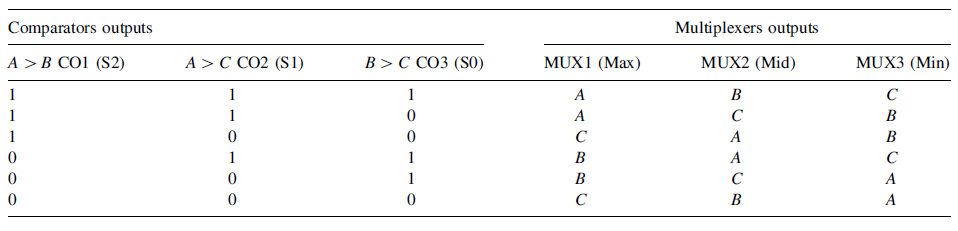 Comparators outputs Multiplexers outputs
A > B CO1 (S2) A > C CO2 (S1) B > C CO3 (S0) MUX1 (Max) MUX2 (Mid) MUX3 (Min)
1 1 1 A B C
1 1 0 A C B
1 0 0 C A B
0 1 1 B A C
0 0 1 B C A
0 0 0 C B A